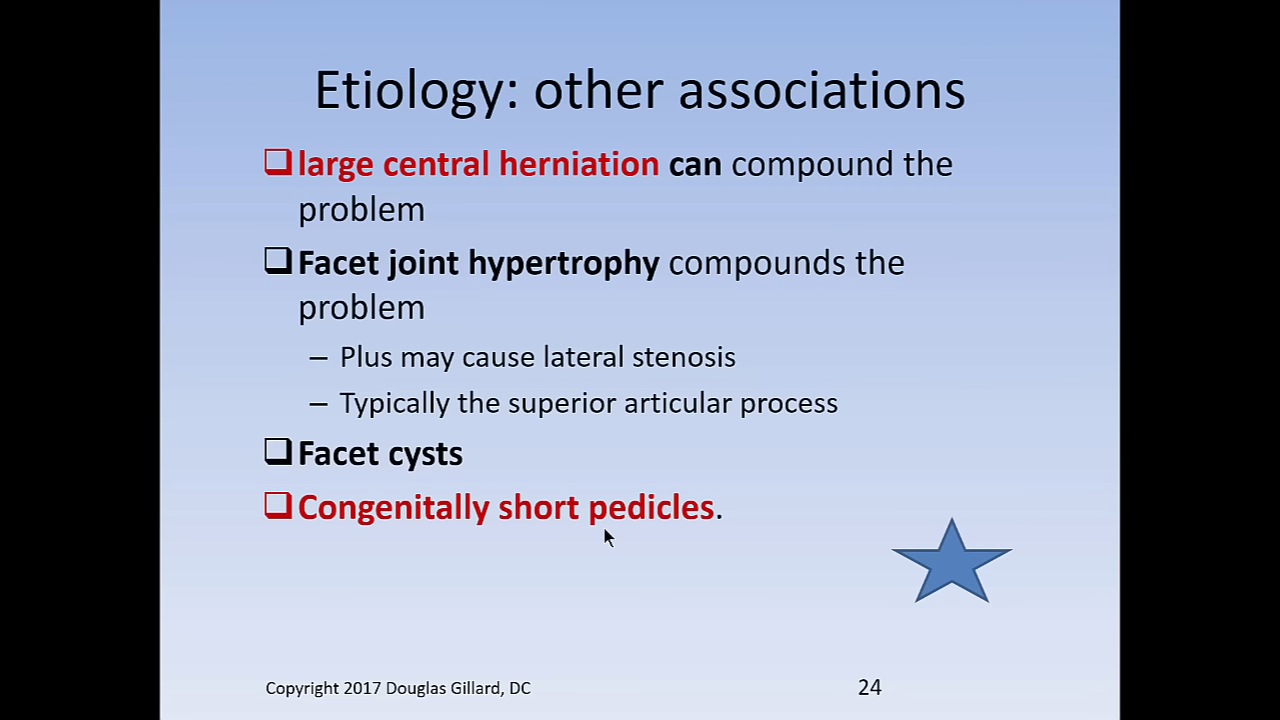 Etiology: other associations
❑large central herniation can compound the
problem
❑Facet joint hypertrophy compounds the
problem
– Plus may cause lateral stenosis
– Typically the superior articular process
❑Facet cysts
❑Congenitally short pedicles.
Copyright 2017 Douglas Gillard, DC
24